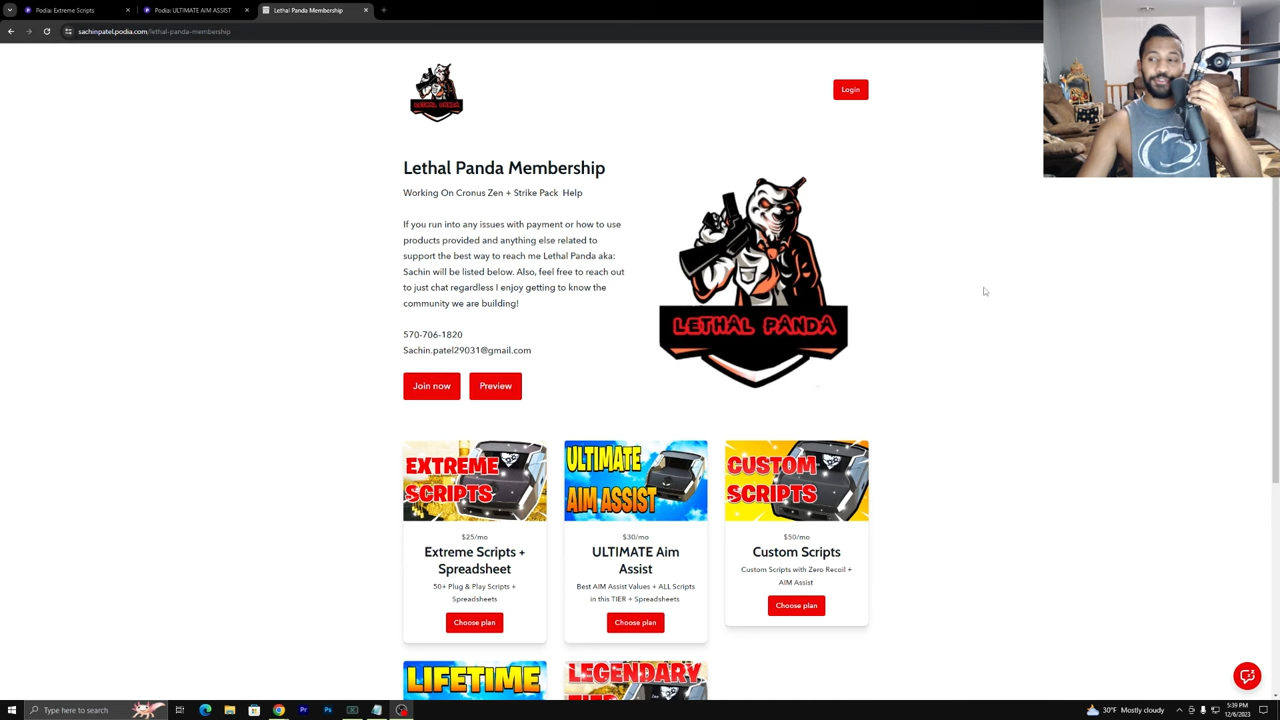 Podia: Extreme Scripts
Podia: ULTIMATE AIM ASSIST
Lethal Panda Membership
sachinpatel.podia.com/lethal-panda-membership
LETHAL PANDA
Login
Lethal Panda Membership
Working On Cronus Zen + Strike Pack Help
If you run into any issues with payment or how to use
products provided and anything else related to
support the best way to reach me Lethal Panda aka:
Sachin will be listed below. Also, feel free to reach out
to just chat regardless I enjoy getting to know the
community we are building!
570-706-1820
Sachin.patel29031@gmail.com
Join now
Preview
LETHAL PANDA
EXTREME
SCRIPTS
ULTIMATE
AIM ASSIST
CUSTOM
SCRIPTS
$25/mo
Extreme Scripts +
Spreadsheet
50+ Plug & Play Scripts +
Spreadsheets
Choose plan
$30/mo
ULTIMATE Aim
Assist
Best AIM Assist Values + ALL Scripts
in this TIER + Spreadsheets
Choose plan
$50/mo
Custom Scripts
Custom Scripts with Zero Recoil +
AIM Assist
Choose plan
LIFETIME
LEGENDARY
PENN STATE
Type here to search
30°F Mostly cloudy
5:39 PM
12/6/2023